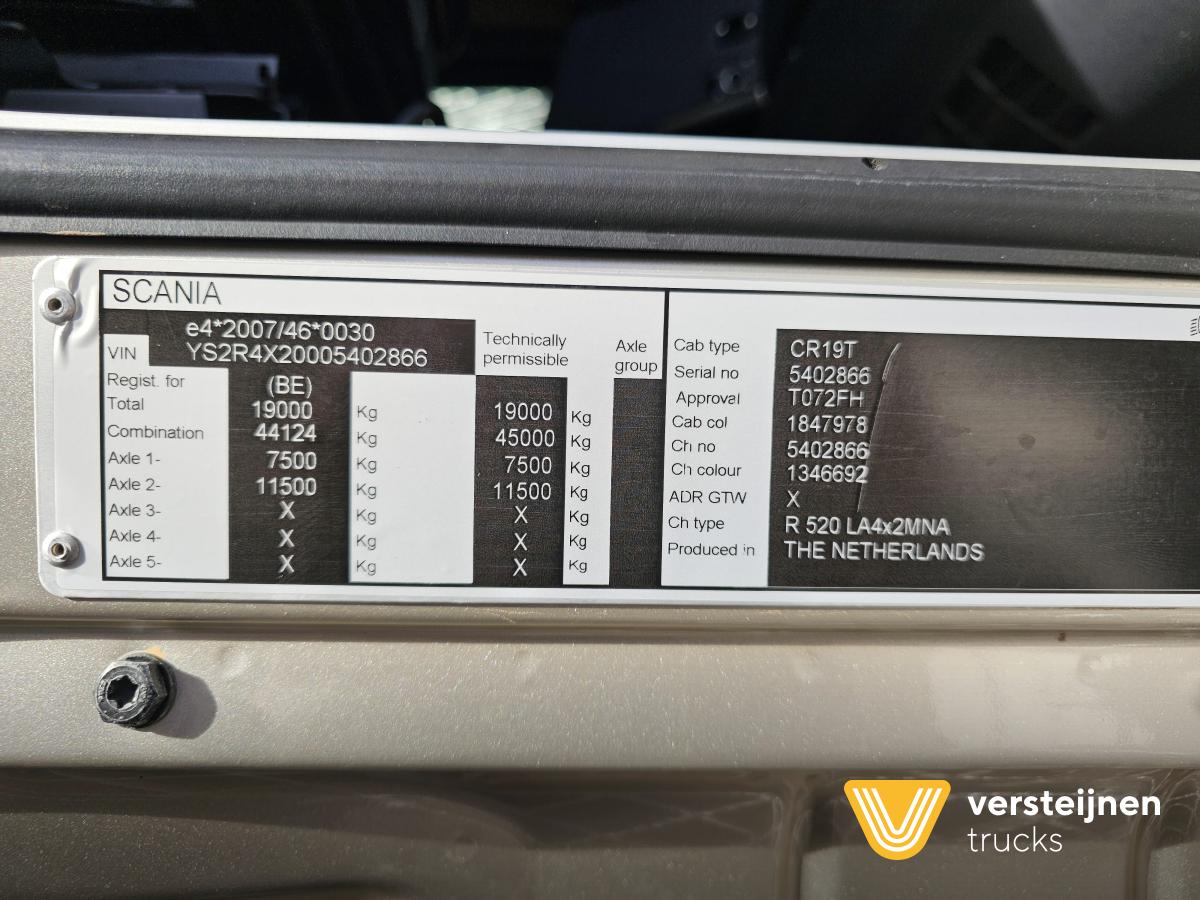 SCANIA
e4*2007/46*0030
VIN YS2R4X20005402866
Technically permissible
Axle group
Regist. for (BE)
Total 19000 Kg 19000 Kg
Combination 44124 Kg 45000 Kg
Axle 1- 7500 Kg 7500 Kg
Axle 2- 11500 Kg 11500 Kg
Axle 3- X Kg X Kg
Axle 4- X Kg X Kg
Axle 5- X Kg X Kg
Cab type CR19T
Serial no 5402866
Approval T072FH
Cab col 1847978
Ch no 5402866
Ch colour 1346692
ADR GTW X
Ch type R 520 LA4x2MNA
Produced in THE NETHERLANDS
versteijnen
trucks